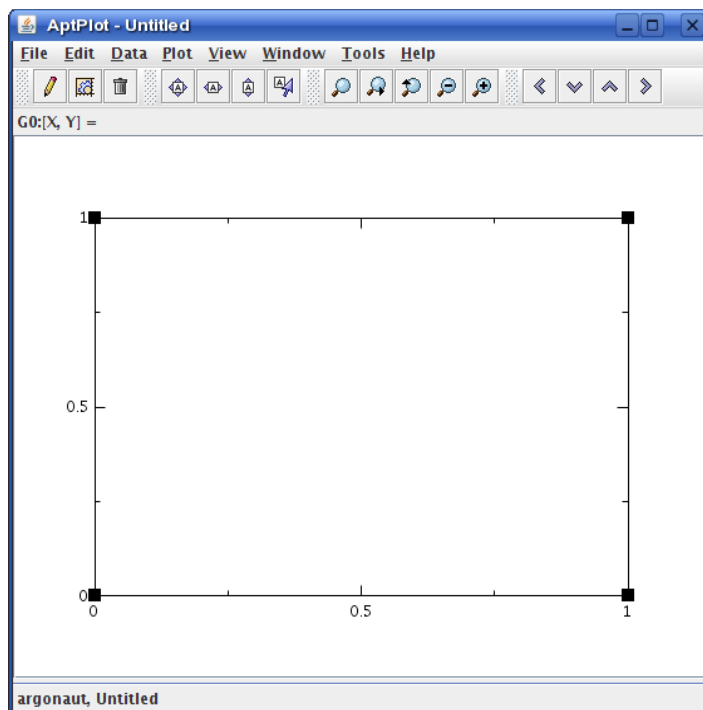 AptPlot - Untitled
File Edit Data Plot View Window Tools Help
A A A A
G0:[X, Y] =
1
0.5
0
0 0.5 1
argonaut, Untitled